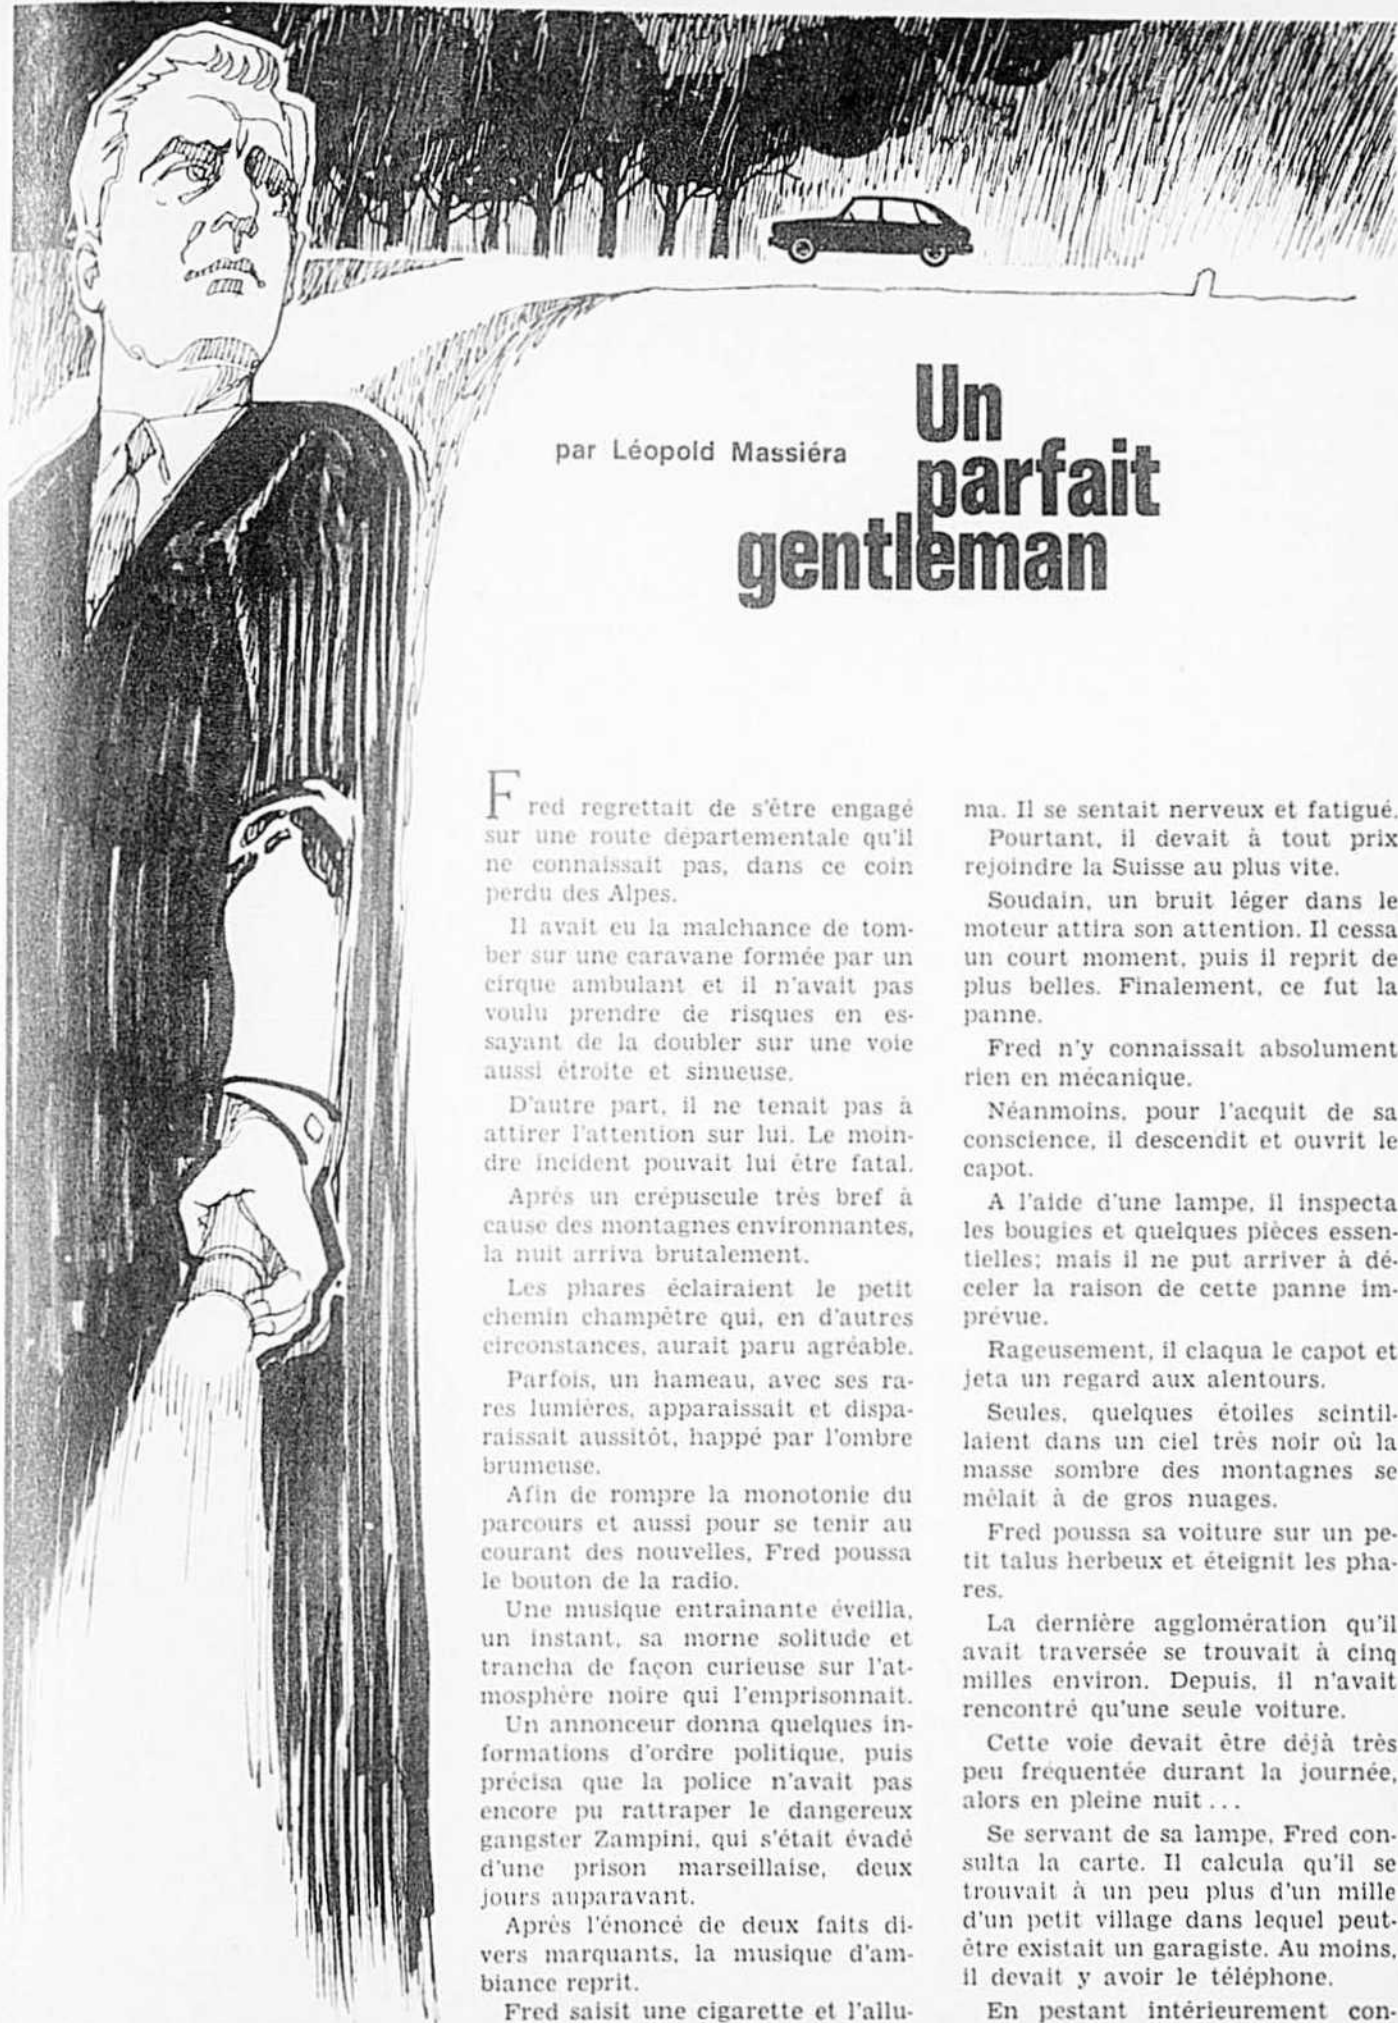 par Léopold Massiéra
Un
parfait
gentleman
Fred regrettait de s'être engagé
sur une route départementale qu'il
ne connaissait pas, dans ce coin
perdu des Alpes.
Il avait eu la malchance de tom-
ber sur une caravane formée par un
cirque ambulant et il n'avait pas
voulu prendre de risques en es-
sayant de la doubler sur une voie
aussi étroite et sinueuse.
D'autre part, il ne tenait pas à
attirer l'attention sur lui. Le moin-
dre incident pouvait lui être fatal.
Après un crépuscule très bref à
cause des montagnes environnantes,
la nuit arriva brutalement.
Les phares éclairaient le petit
chemin champêtre qui, en d'autres
circonstances, aurait paru agréable.
Parfois, un hameau, avec ses ra-
res lumières, apparaissait et dispa-
raissait aussitôt, happé par l'ombre
brumeuse.
Afin de rompre la monotonie du
parcours et aussi pour se tenir au
courant des nouvelles, Fred poussa
le bouton de la radio.
Une musique entrainante éveilla,
un instant, sa morne solitude et
trancha de façon curieuse sur l'at-
mosphère noire qui l'emprisonnait.
Un annonceur donna quelques in-
formations d'ordre politique, puis
précisa que la police n'avait pas
encore pu rattraper le dangereux
gangster Zampini, qui s'était évadé
d'une prison marseillaise, deux
jours auparavant.
Après l'énoncé de deux faits di-
vers marquants, la musique d'am-
biance reprit.
Fred saisit une cigarette et l'allu-
ma. Il se sentait nerveux et fatigué.
Pourtant, il devait à tout prix
rejoindre la Suisse au plus vite.
Soudain, un bruit léger dans le
moteur attira son attention. Il cessa
un court moment, puis il reprit de
plus belles. Finalement, ce fut la
panne.
Fred n'y connaissait absolument
rien en mécanique.
Néanmoins, pour l'acquit de sa
conscience, il descendit et ouvrit le
capot.
A l'aide d'une lampe, il inspecta
les bougies et quelques pièces essen-
tielles; mais il ne put arriver à dé-
celer la raison de cette panne im-
prévue.
Rageusement, il claqua le capot et
jeta un regard aux alentours.
Seules, quelques étoiles scintil-
laient dans un ciel très noir où la
masse sombre des montagnes se
mêlait à de gros nuages.
Fred poussa sa voiture sur un pe-
tit talus herbeux et éteignit les pha-
res.
La dernière agglomération qu'il
avait traversée se trouvait à cinq
milles environ. Depuis, il n'avait
rencontré qu'une seule voiture.
Cette voie devait être déjà très
peu fréquentée durant la journée,
alors en pleine nuit...
Se servant de sa lampe, Fred con-
sulta la carte. Il calcula qu'il se
trouvait à un peu plus d'un mille
d'un petit village dans lequel peut-
être existait un garagiste. Au moins,
il devait y avoir le téléphone.
En pestant intérieurement con-